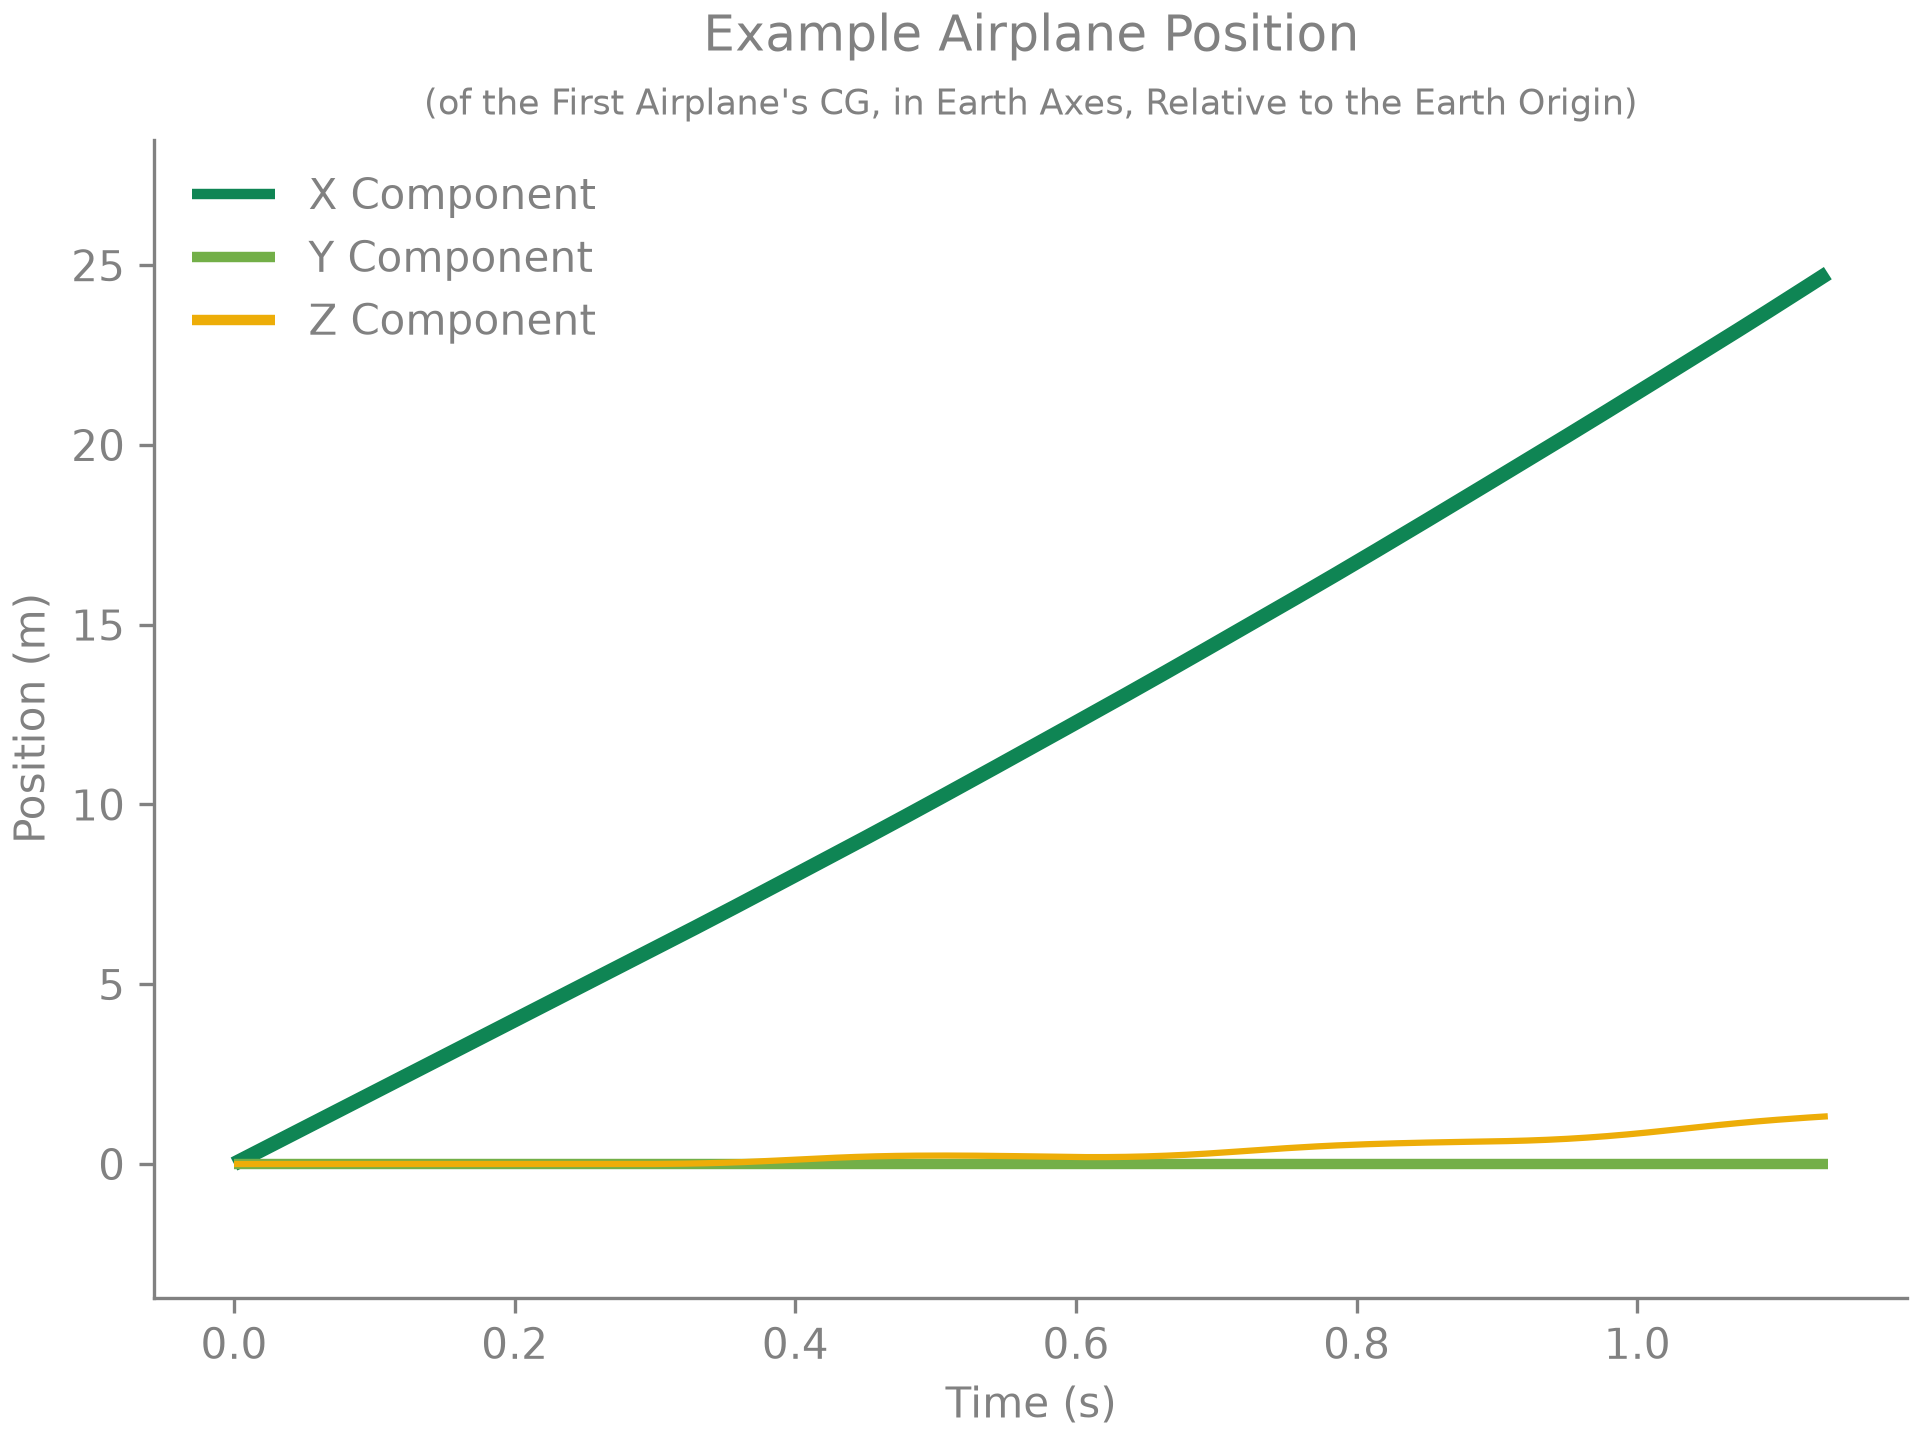 Example Airplane Position
(of the First Airplane's CG, in Earth Axes, Relative to the Earth Origin)
X Component
Y Component
Z Component
25
20
15
10
5
0
Position (m)
0.0 0.2 0.4 0.6 0.8 1.0
Time (s)